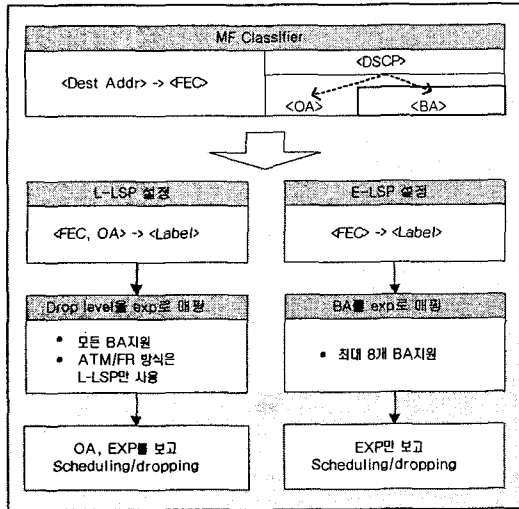 MF Classifier
<Dest Addr> -> <FEC>
<DSCP>
<OA>
<BA>
L-LSP 설정
<FEC, OA> -> <Label>
Drop level을 exp로 매핑
• 모든 BA지원
• ATM/FR 방식은
L-LSP만 사용
OA, EXP를 보고
Scheduling/dropping
E-LSP 설정
<FEC> -> <Label>
BA를 exp로 매핑
• 최대 8개 BA지원
EXP만 보고
Scheduling/dropping